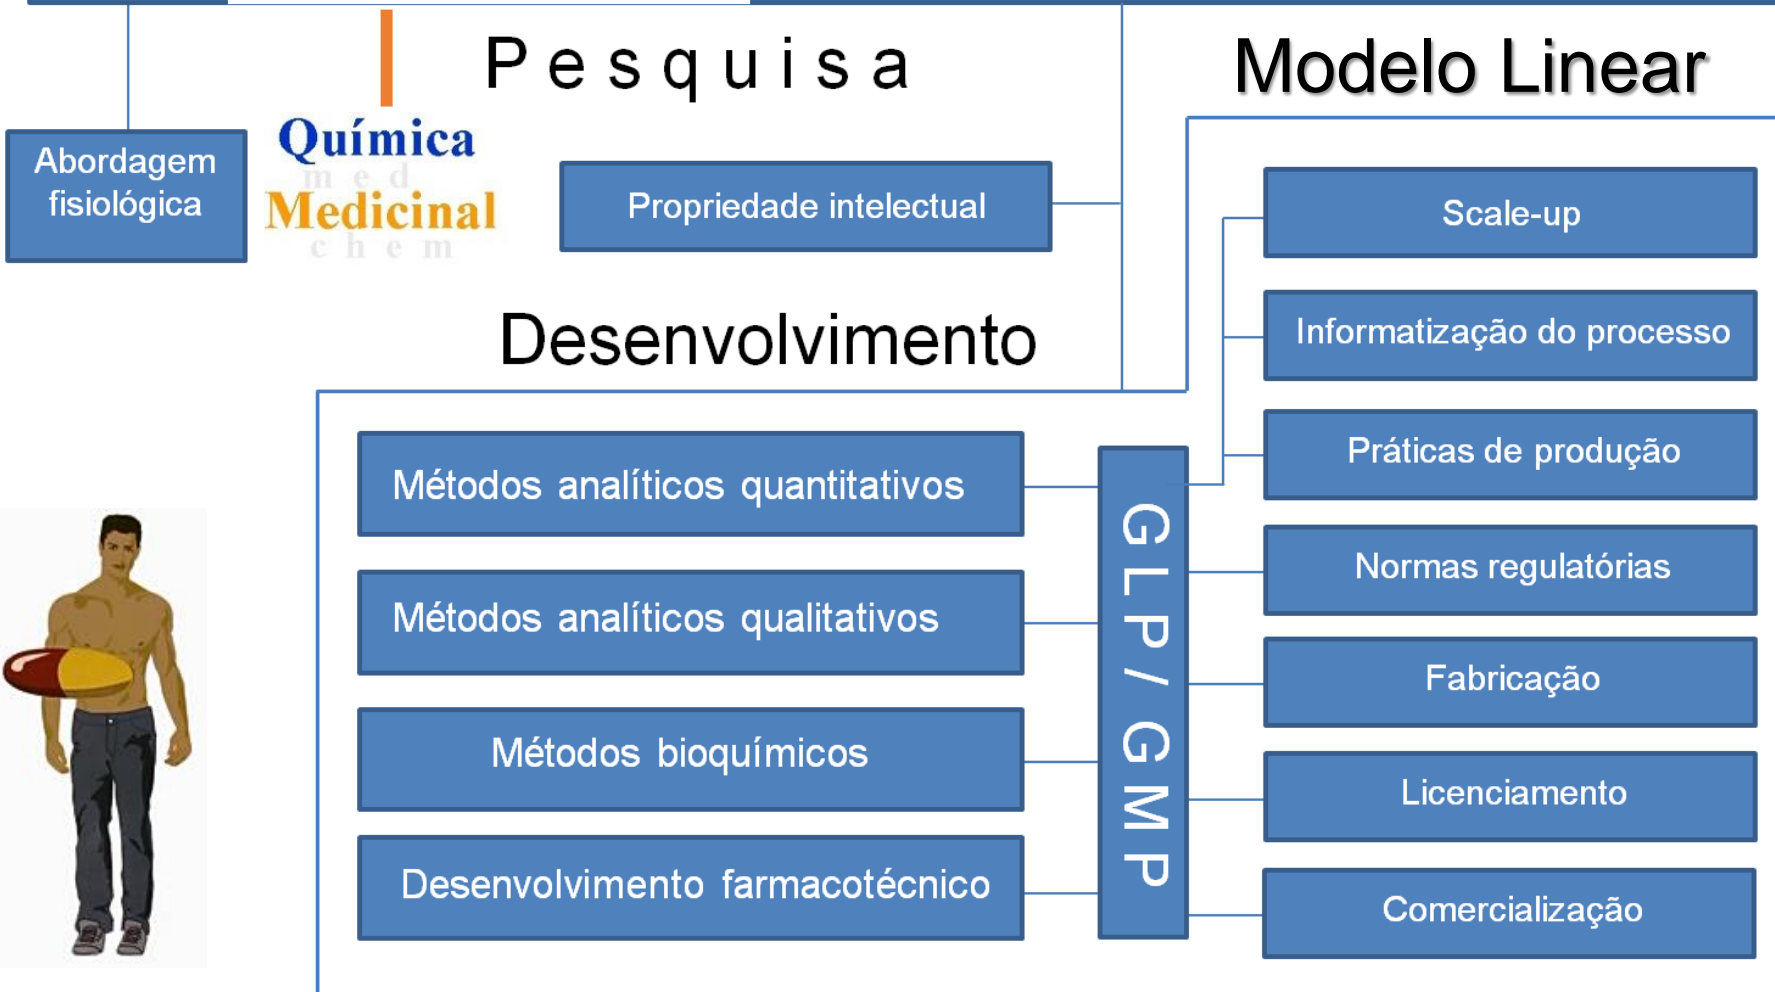 P e s q u i s a
Modelo Linear
Abordagem
fisiológica
Química
med
Medicinal
chem
Propriedade intelectual
Desenvolvimento
Métodos analíticos quantitativos
Métodos analíticos qualitativos
Métodos bioquímicos
Desenvolvimento farmacotécnico
GLP/GMP
Scale-up
Informatização do processo
Práticas de produção
Normas regulatórias
Fabricação
Licenciamento
Comercialização